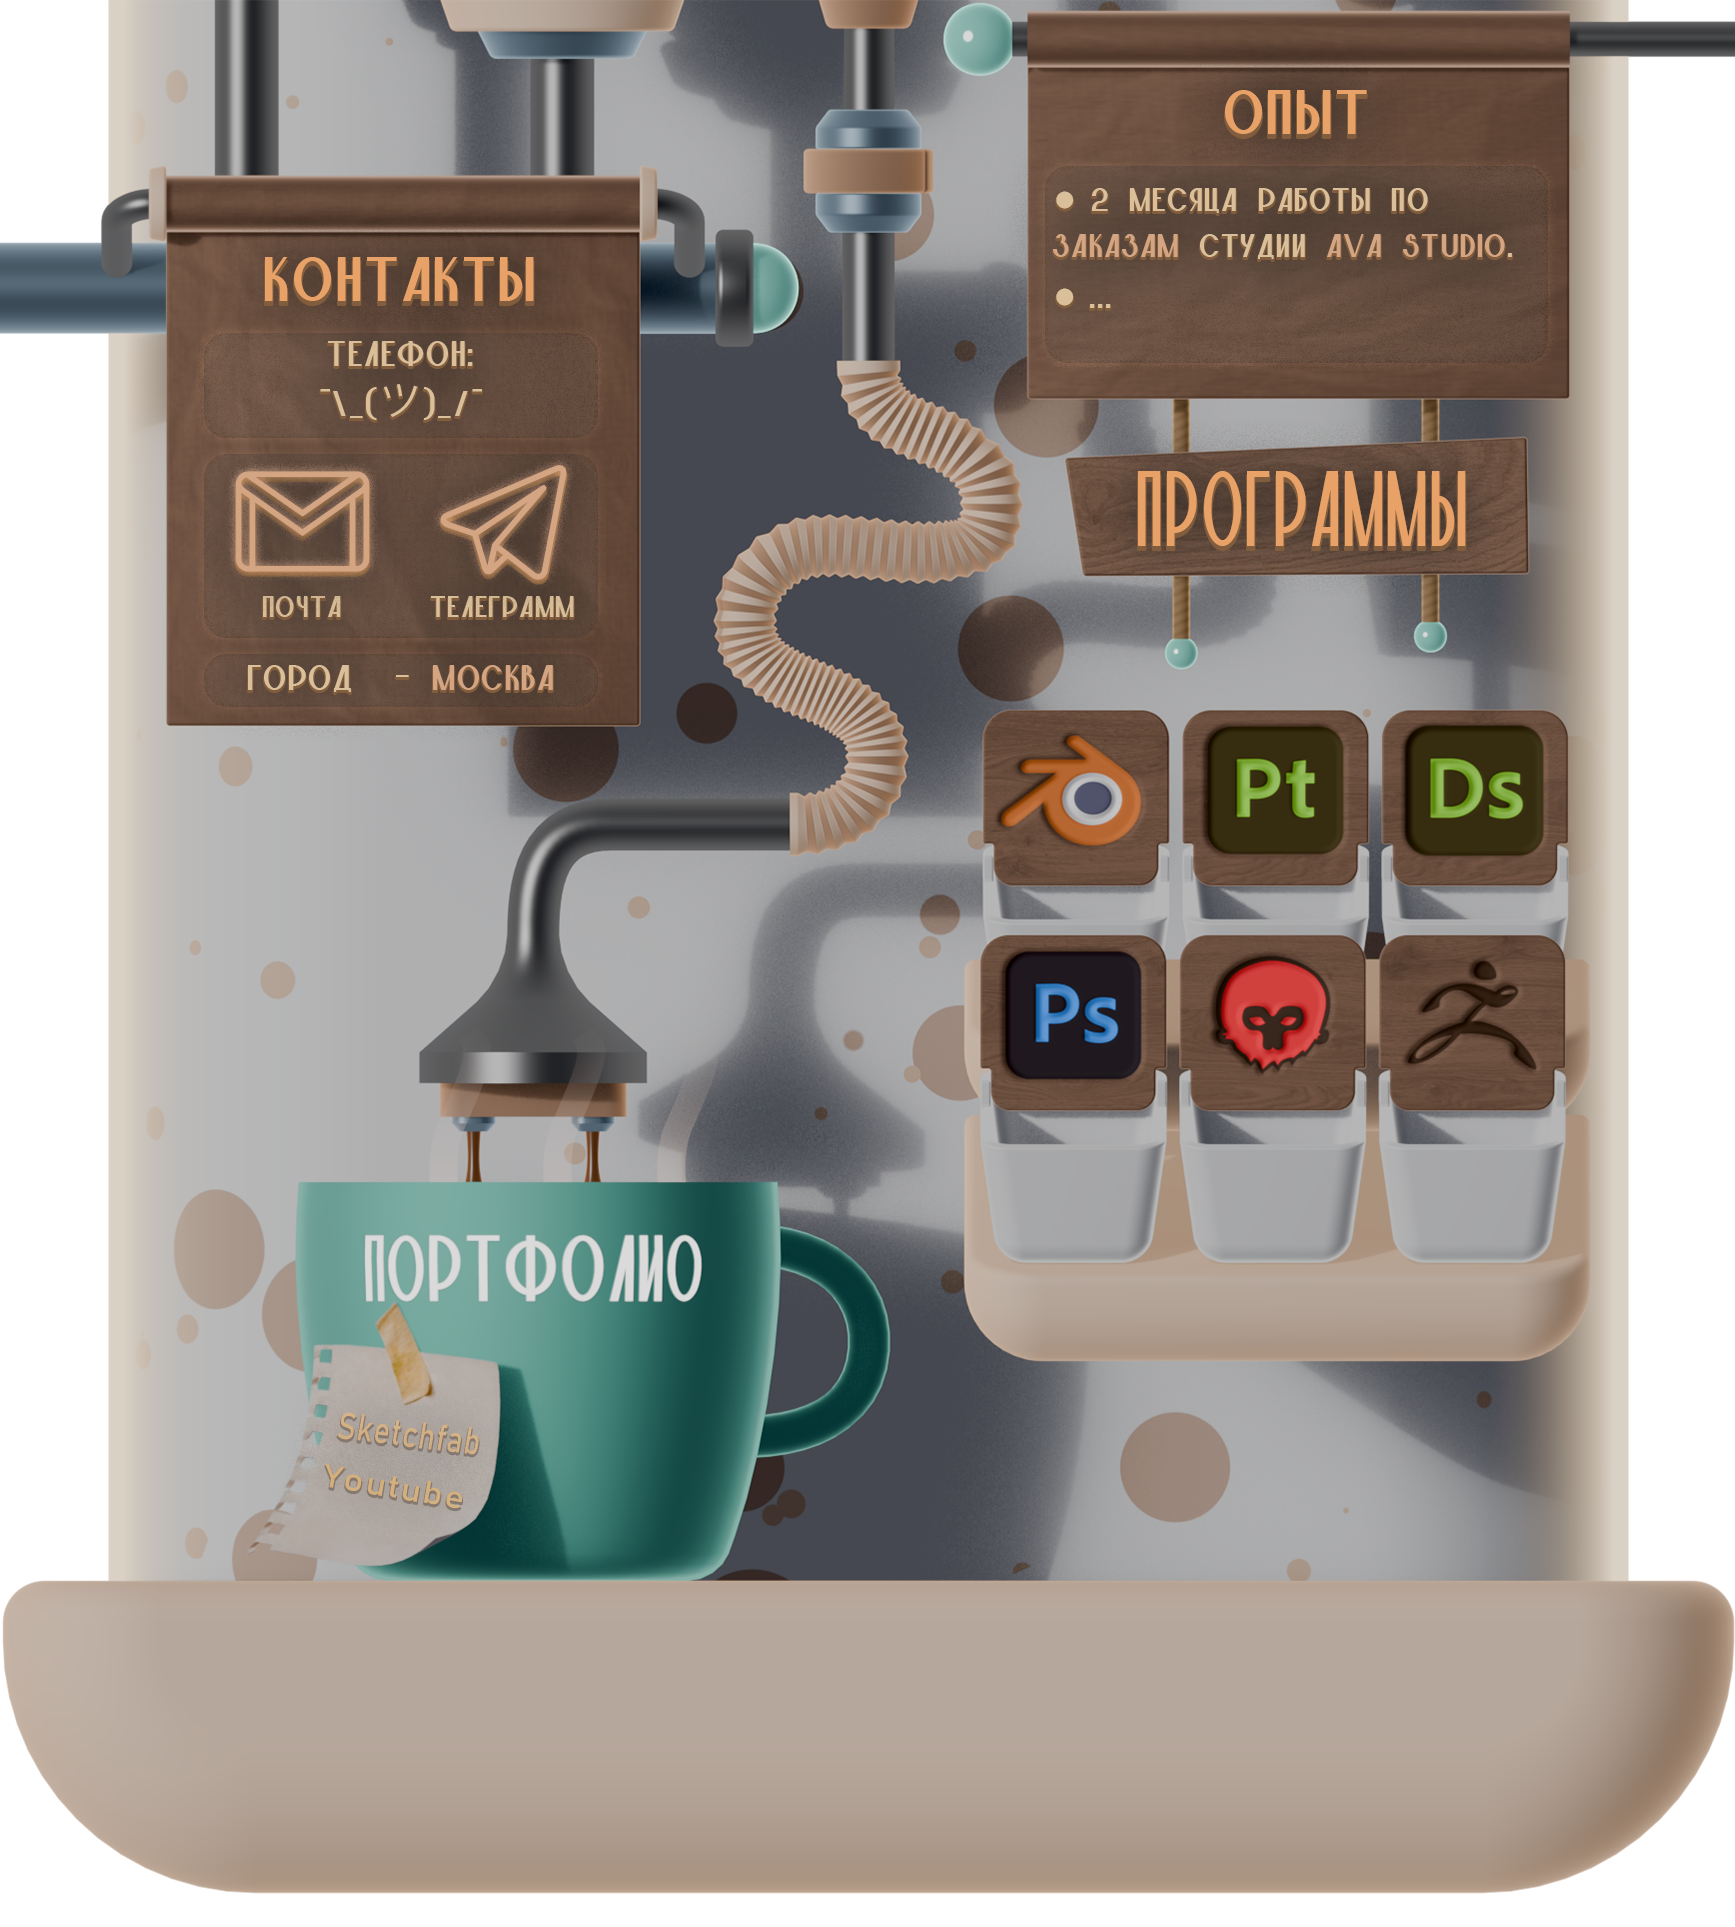 КОНТАКТЫ
ТЕЛЕФОН:
¯\_(ツ)_/¯
ПОЧТА
ТЕЛЕГРАММ
ГОРОД - МОСКВА
ОПЫТ
● 2 МЕСЯЦА РАБОТЫ ПО
ЗАКАЗАМ СТУДИИ AVA STUDIO.
● ...
ПРОГРАММЫ
Pt
Ds
Ps
ПОРТФОЛИО
Sketchfab
Youtube